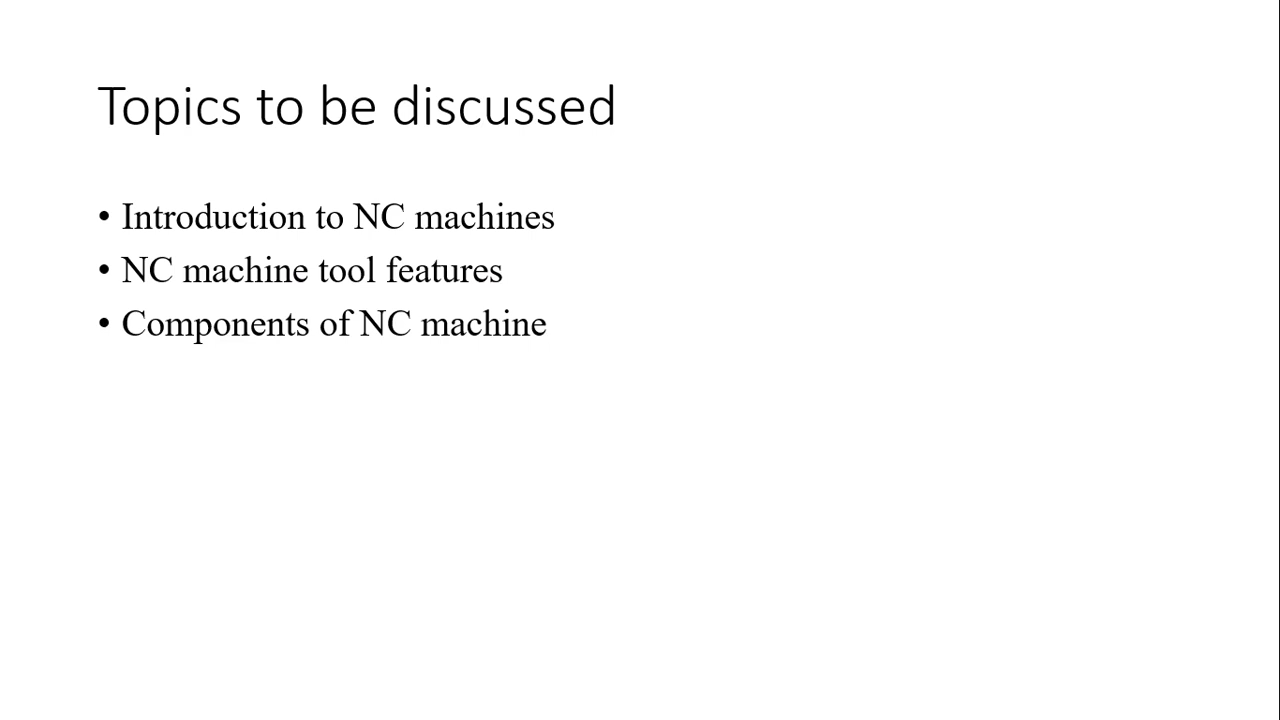 Topics to be discussed
• Introduction to NC machines
• NC machine tool features
• Components of NC machine